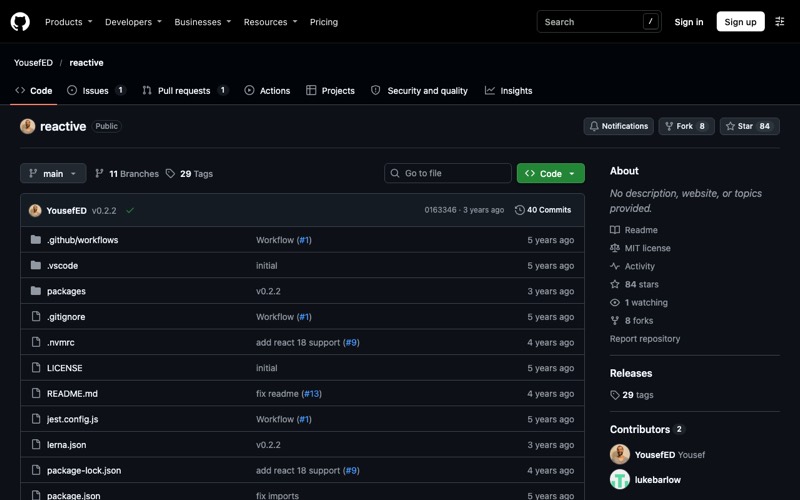 Products Developers Businesses Resources Pricing Search / Sign in Sign up
YousefED / reactive
Code Issues 1 Pull requests 1 Actions Projects Security and quality Insights
reactive Public Notifications Fork 8 Star 84
main 11 Branches 29 Tags Go to file Code
YousefED v0.2.2 0163346 · 3 years ago 40 Commits
.github/workflows Workflow (#1) 5 years ago
.vscode initial 5 years ago
packages v0.2.2 3 years ago
.gitignore Workflow (#1) 5 years ago
.nvmrc add react 18 support (#9) 4 years ago
LICENSE initial 5 years ago
README.md fix readme (#13) 4 years ago
jest.config.js Workflow (#1) 5 years ago
lerna.json v0.2.2 3 years ago
package-lock.json add react 18 support (#9) 4 years ago
package.json fix imports 5 years ago
About
No description, website, or topics
provided.
Readme
MIT license
Activity
84 stars
1 watching
8 forks
Report repository
Releases
29 tags
Contributors 2
YousefED Yousef
lukebarlow